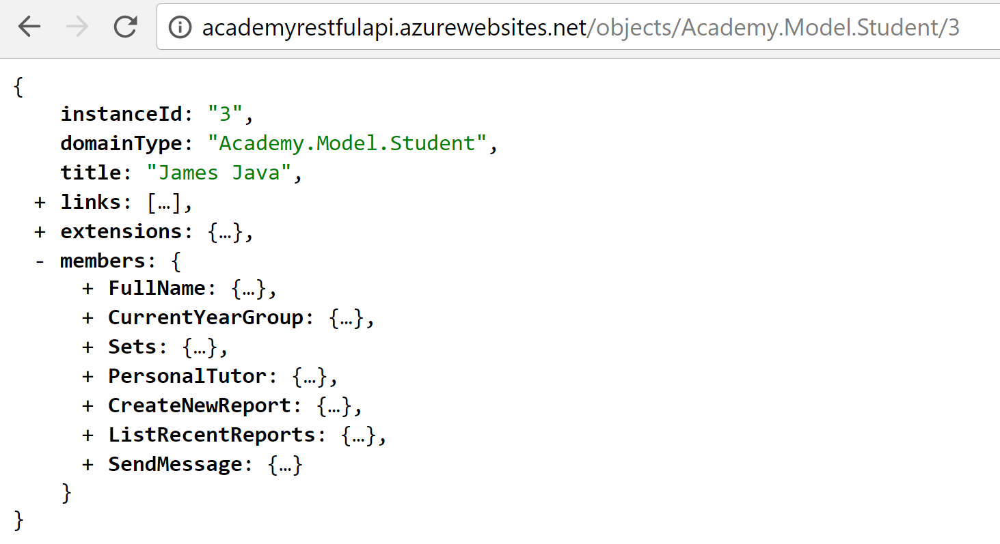 academyrestfulapi.azurewebsites.net/objects/Academy.Model.Student/3
{
instanceId: "3",
domainType: "Academy.Model.Student",
title: "James Java",
+ links: […],
+ extensions: {…},
- members: {
+ FullName: {…},
+ CurrentYearGroup: {…},
+ Sets: {…},
+ PersonalTutor: {…},
+ CreateNewReport: {…},
+ ListRecentReports: {…},
+ SendMessage: {…}
}
}